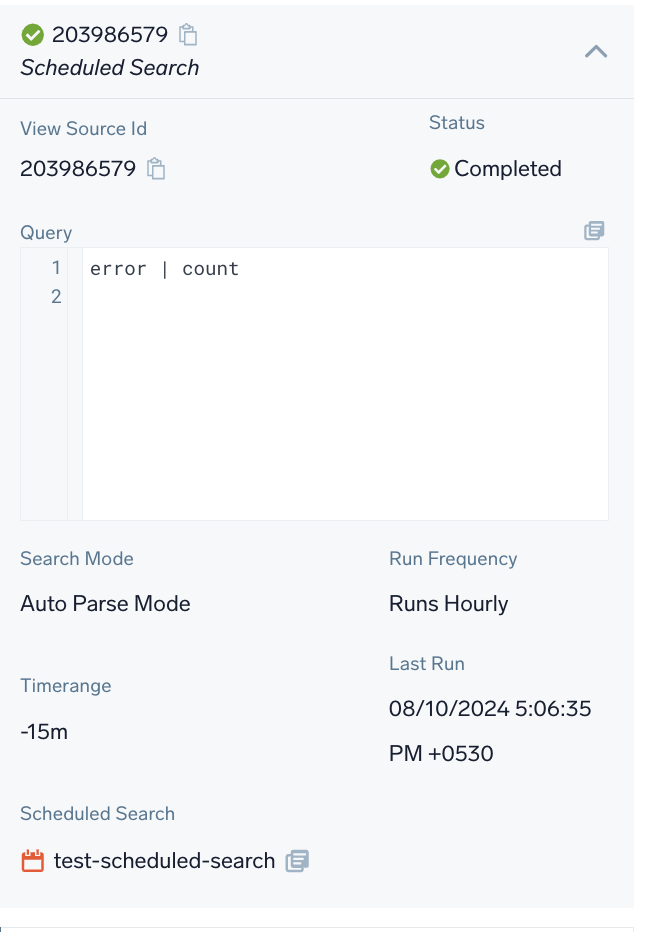 203986579
Scheduled Search
View Source Id
Status
203986579
Completed
Query
1 error | count
2
Search Mode
Run Frequency
Auto Parse Mode
Runs Hourly
Last Run
Timerange
08/10/2024 5:06:35
-15m
PM +0530
Scheduled Search
test-scheduled-search